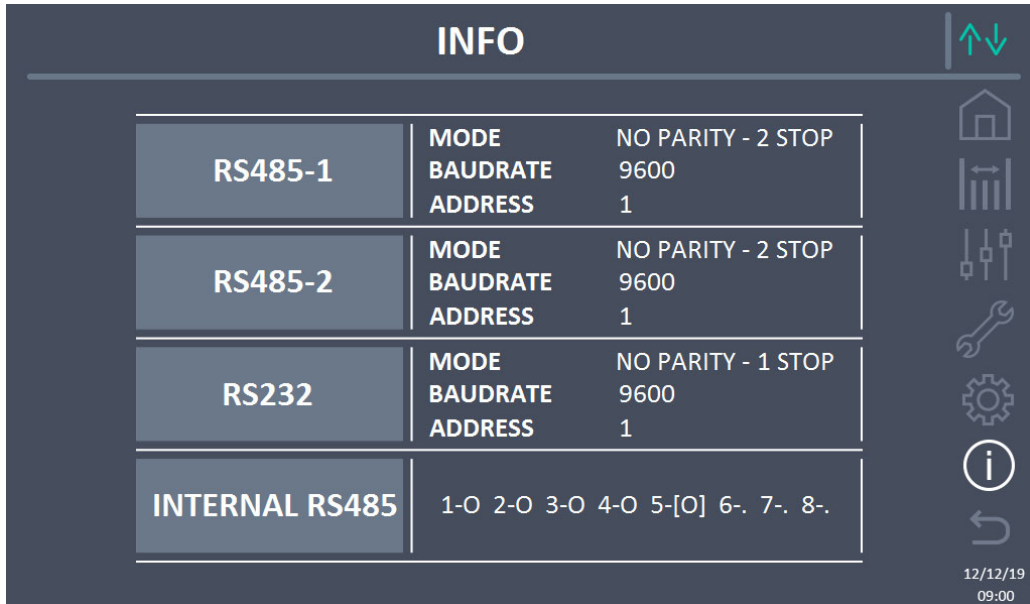 INFO
RS485-1
MODE NO PARITY - 2 STOP
BAUDRATE 9600
ADDRESS 1
RS485-2
MODE NO PARITY - 2 STOP
BAUDRATE 9600
ADDRESS 1
RS232
MODE NO PARITY - 1 STOP
BAUDRATE 9600
ADDRESS 1
INTERNAL RS485
1-O 2-O 3-O 4-O 5-[O] 6-. 7-. 8-.
12/12/19
09:00